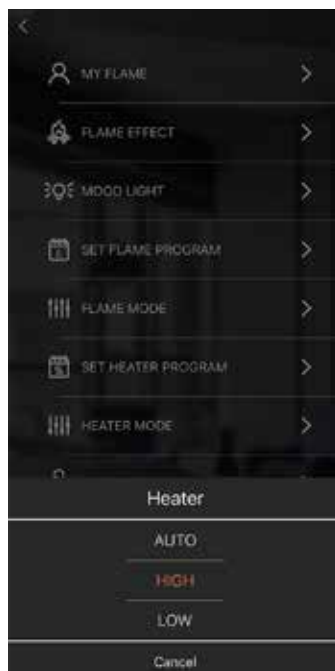 MY FLAME
FLAME EFFECT
MOOD LIGHT
SET FLAME PROGRAM
FLAME MODE
SET HEATER PROGRAM
HEATER MODE
Heater
AUTO
HIGH
LOW
Cancel